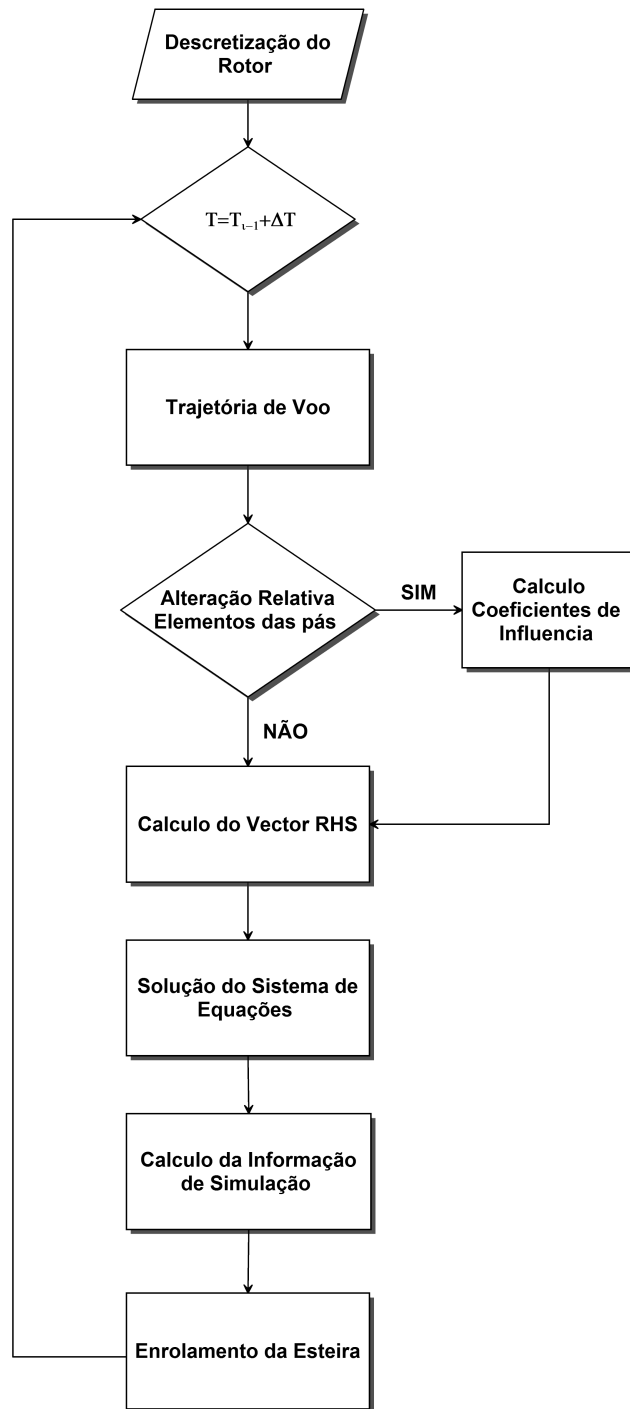 Descretização do
Rotor
T=Tι−1+ΔT
Trajetória de Voo
Alteração Relativa
Elementos das pás
SIM
Calculo
Coeficientes de
Influencia
NÃO
Calculo do Vector RHS
Solução do Sistema de
Equações
Calculo da Informação
de Simulação
Enrolamento da Esteira